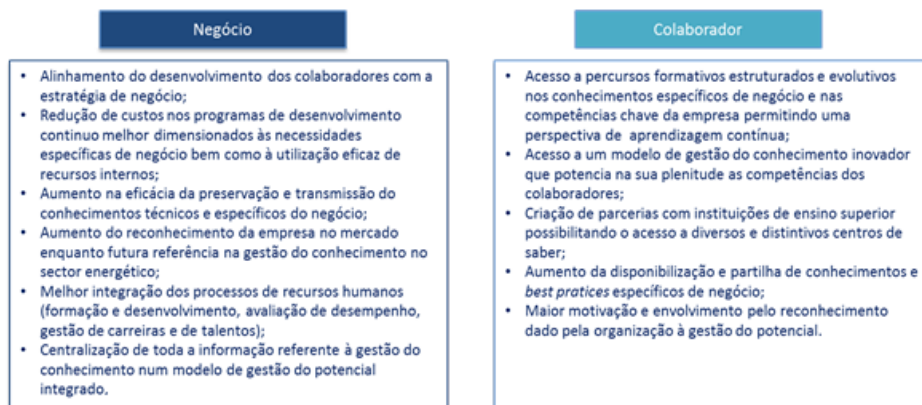 Negócio
• Alinhamento do desenvolvimento dos colaboradores com a
estratégia de negócio;
• Redução de custos nos programas de desenvolvimento
continuo melhor dimensionados às necessidades
específicas de negócio bem como à utilização eficaz de
recursos internos;
• Aumento na eficácia da preservação e transmissão do
conhecimentos técnicos e específicos do negócio;
• Aumento do reconhecimento da empresa no mercado
enquanto futura referência na gestão do conhecimento no
sector energético;
• Melhor integração dos processos de recursos humanos
(formação e desenvolvimento, avaliação de desempenho,
gestão de carreiras e de talentos);
• Centralização de toda a informação referente à gestão do
conhecimento num modelo de gestão do potencial
integrado.
Colaborador
• Acesso a percursos formativos estruturados e evolutivos
nos conhecimentos específicos de negócio e nas
competências chave da empresa permitindo uma
perspectiva de aprendizagem contínua;
• Acesso a um modelo de gestão do conhecimento inovador
que potencia na sua plenitude as competências dos
colaboradores;
• Criação de parcerias com instituições de ensino superior
possibilitando o acesso a diversos e distintivos centros de
saber;
• Aumento da disponibilização e partilha de conhecimentos e
best pratices específicos de negócio;
• Maior motivação e envolvimento pelo reconhecimento
dado pela organização à gestão do potencial.